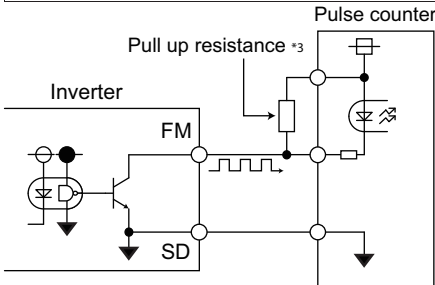 Pulse counter
Pull up resistance *3
Inverter
FM
SD